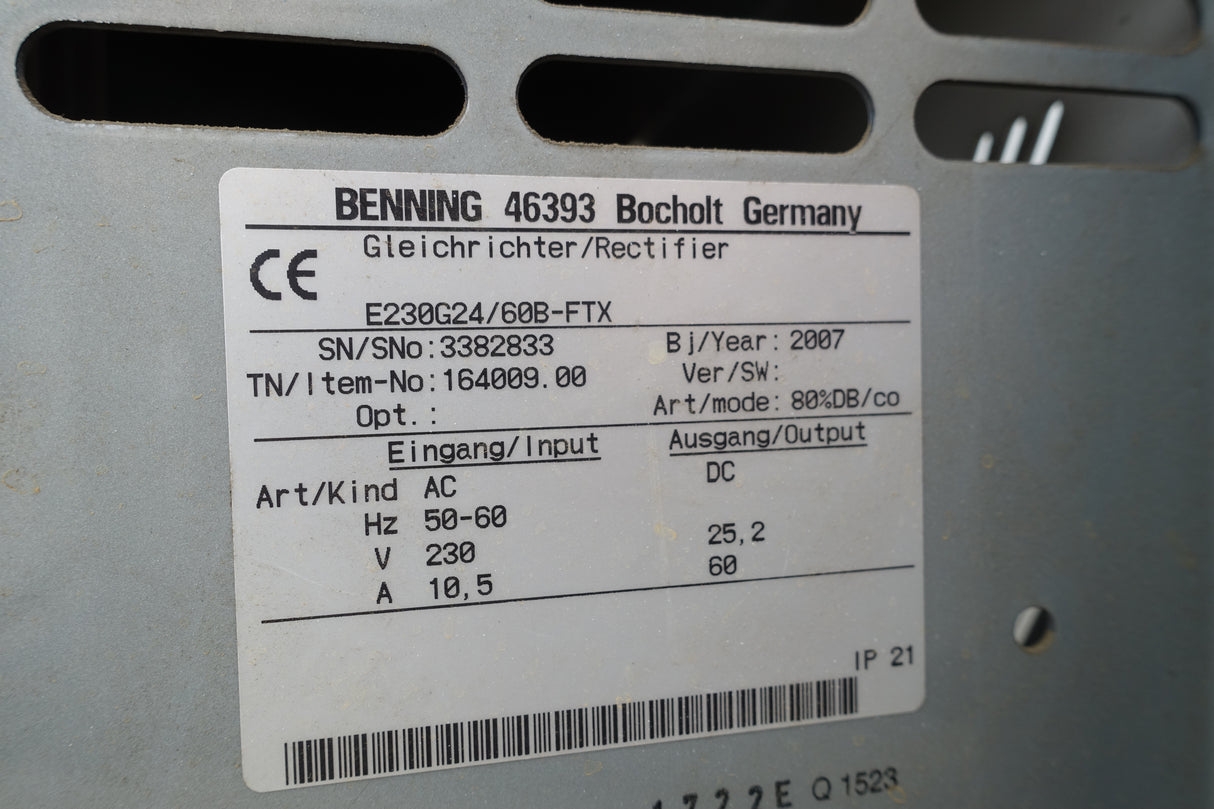 BENNING 46393 Bocholt Germany
CE Gleichrichter/Rectifier
E230G24/60B-FTX
SN/SNo:3382833 Bj/Year: 2007
TN/Item-No:164009.00 Ver/SW:
Opt.: Art/mode: 80%DB/co
Eingang/Input Ausgang/Output
Art/Kind AC DC
Hz 50-60
V 230 25,2
A 10,5 60
IP 21
Q 1523